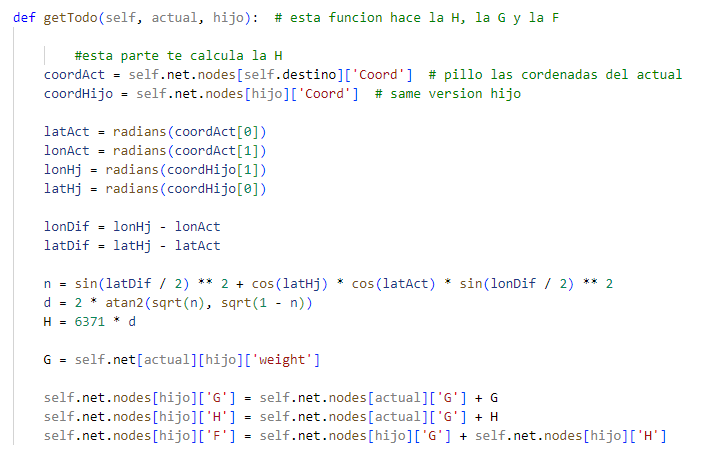 def getTodo(self, actual, hijo):  # esta funcion hace la H, la G y la F
#esta parte te calcula la H
coordAct = self.net.nodes[self.destino]['Coord']  # pillo las cordenadas del actual
coordHijo = self.net.nodes[hijo]['Coord']  # same version hijo
latAct = radians(coordAct[0])
lonAct = radians(coordAct[1])
lonHj = radians(coordHijo[1])
latHj = radians(coordHijo[0])
lonDif = lonHj - lonAct
latDif = latHj - latAct
n = sin(latDif / 2) ** 2 + cos(latHj) * cos(latAct) * sin(lonDif / 2) ** 2
d = 2 * atan2(sqrt(n), sqrt(1 - n))
H = 6371 * d
G = self.net[actual][hijo]['weight']
self.net.nodes[hijo]['G'] = self.net.nodes[actual]['G'] + G
self.net.nodes[hijo]['H'] = self.net.nodes[actual]['G'] + H
self.net.nodes[hijo]['F'] = self.net.nodes[hijo]['G'] + self.net.nodes[hijo]['H']